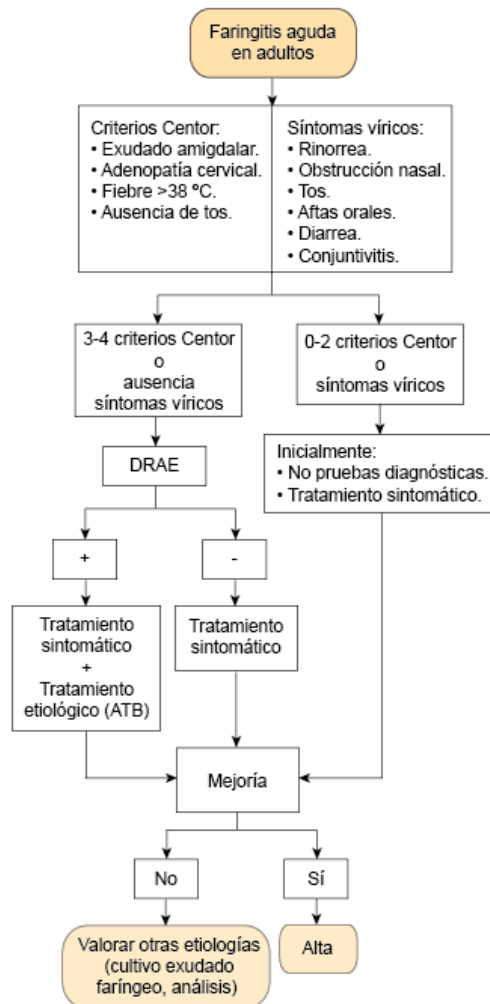 Faringitis aguda
en adultos
Criterios Centor:
• Exudado amigdalar.
• Adenopatía cervical.
• Fiebre >38 ºC.
• Ausencia de tos.
Síntomas víricos:
• Rinorrea.
• Obstrucción nasal.
• Tos.
• Aftas orales.
• Diarrea.
• Conjuntivitis.
3-4 criterios Centor
o
ausencia
síntomas víricos
0-2 criterios Centor
o
síntomas víricos
DRAE
Inicialmente:
• No pruebas diagnósticas.
• Tratamiento sintomático.
+
-
Tratamiento
sintomático
+
Tratamiento
etiológico (ATB)
Tratamiento
sintomático
Mejoría
No
Sí
Valorar otras etiologías
(cultivo exudado
faríngeo, análisis)
Alta